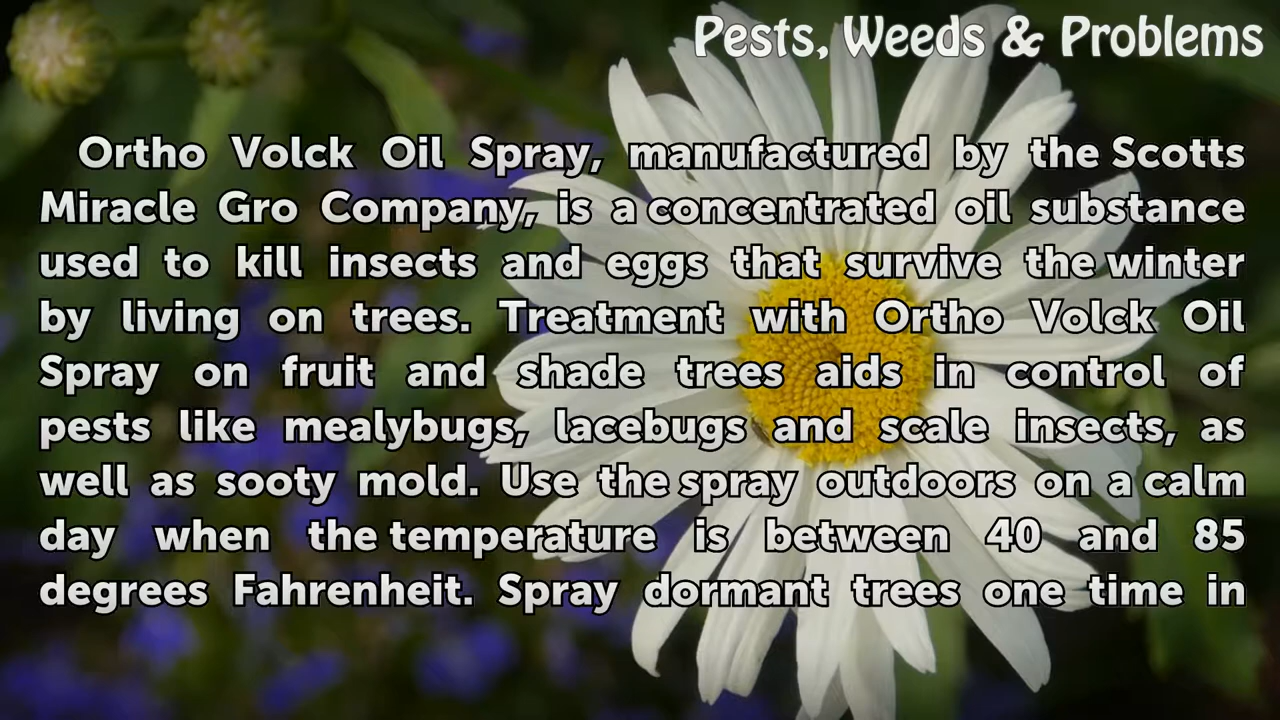 Pests, Weeds & Problems
Ortho Volck Oil Spray, manufactured by the Scotts
Miracle Gro Company, is a concentrated oil substance
used to kill insects and eggs that survive the winter
by living on trees. Treatment with Ortho Volck Oil
Spray on fruit and shade trees aids in control of
pests like mealybugs, lacebugs and scale insects, as
well as sooty mold. Use the spray outdoors on a calm
day when the temperature is between 40 and 85
degrees Fahrenheit. Spray dormant trees one time in